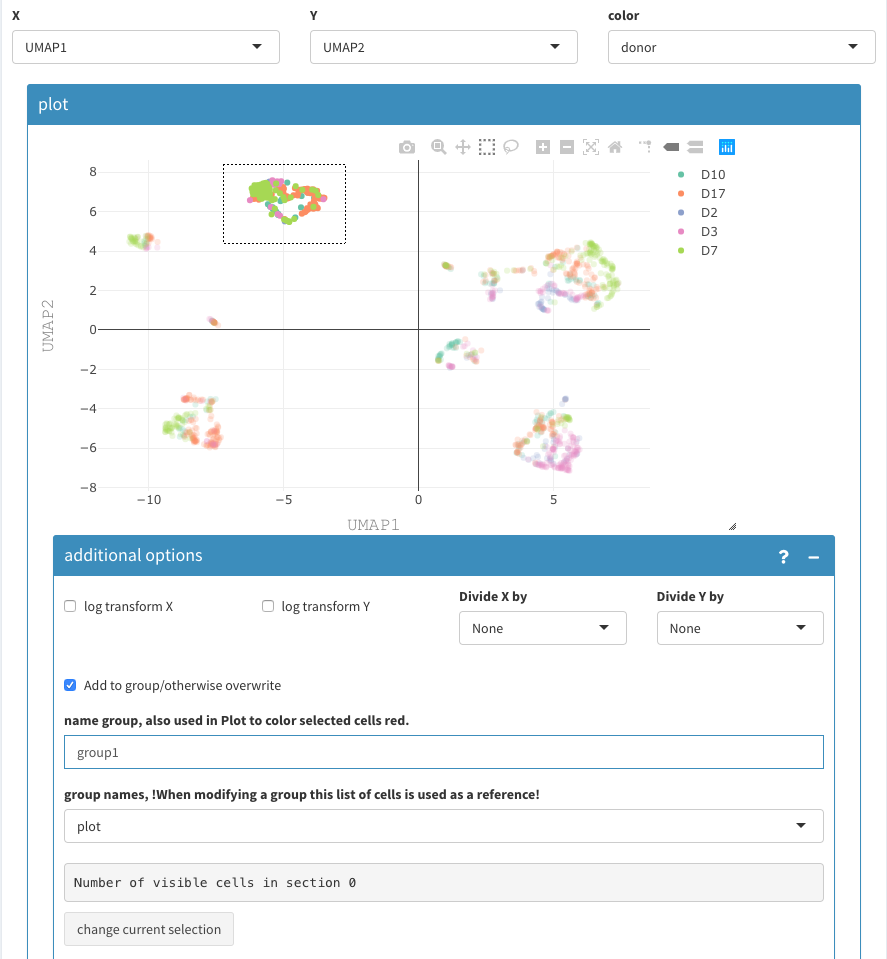 X Y color
UMAP1 UMAP2 donor
plot
D10
D17
D2
D3
D7
8
6
4
2
0
−2
−4
−6
−8
−10 −5 0 5
UMAP2
UMAP1
additional options ? −
log transform X log transform Y Divide X by Divide Y by
None None
Add to group/otherwise overwrite
name group, also used in Plot to color selected cells red.
group1
group names, !When modifying a group this list of cells is used as a reference!
plot
Number of visible cells in section 0
change current selection